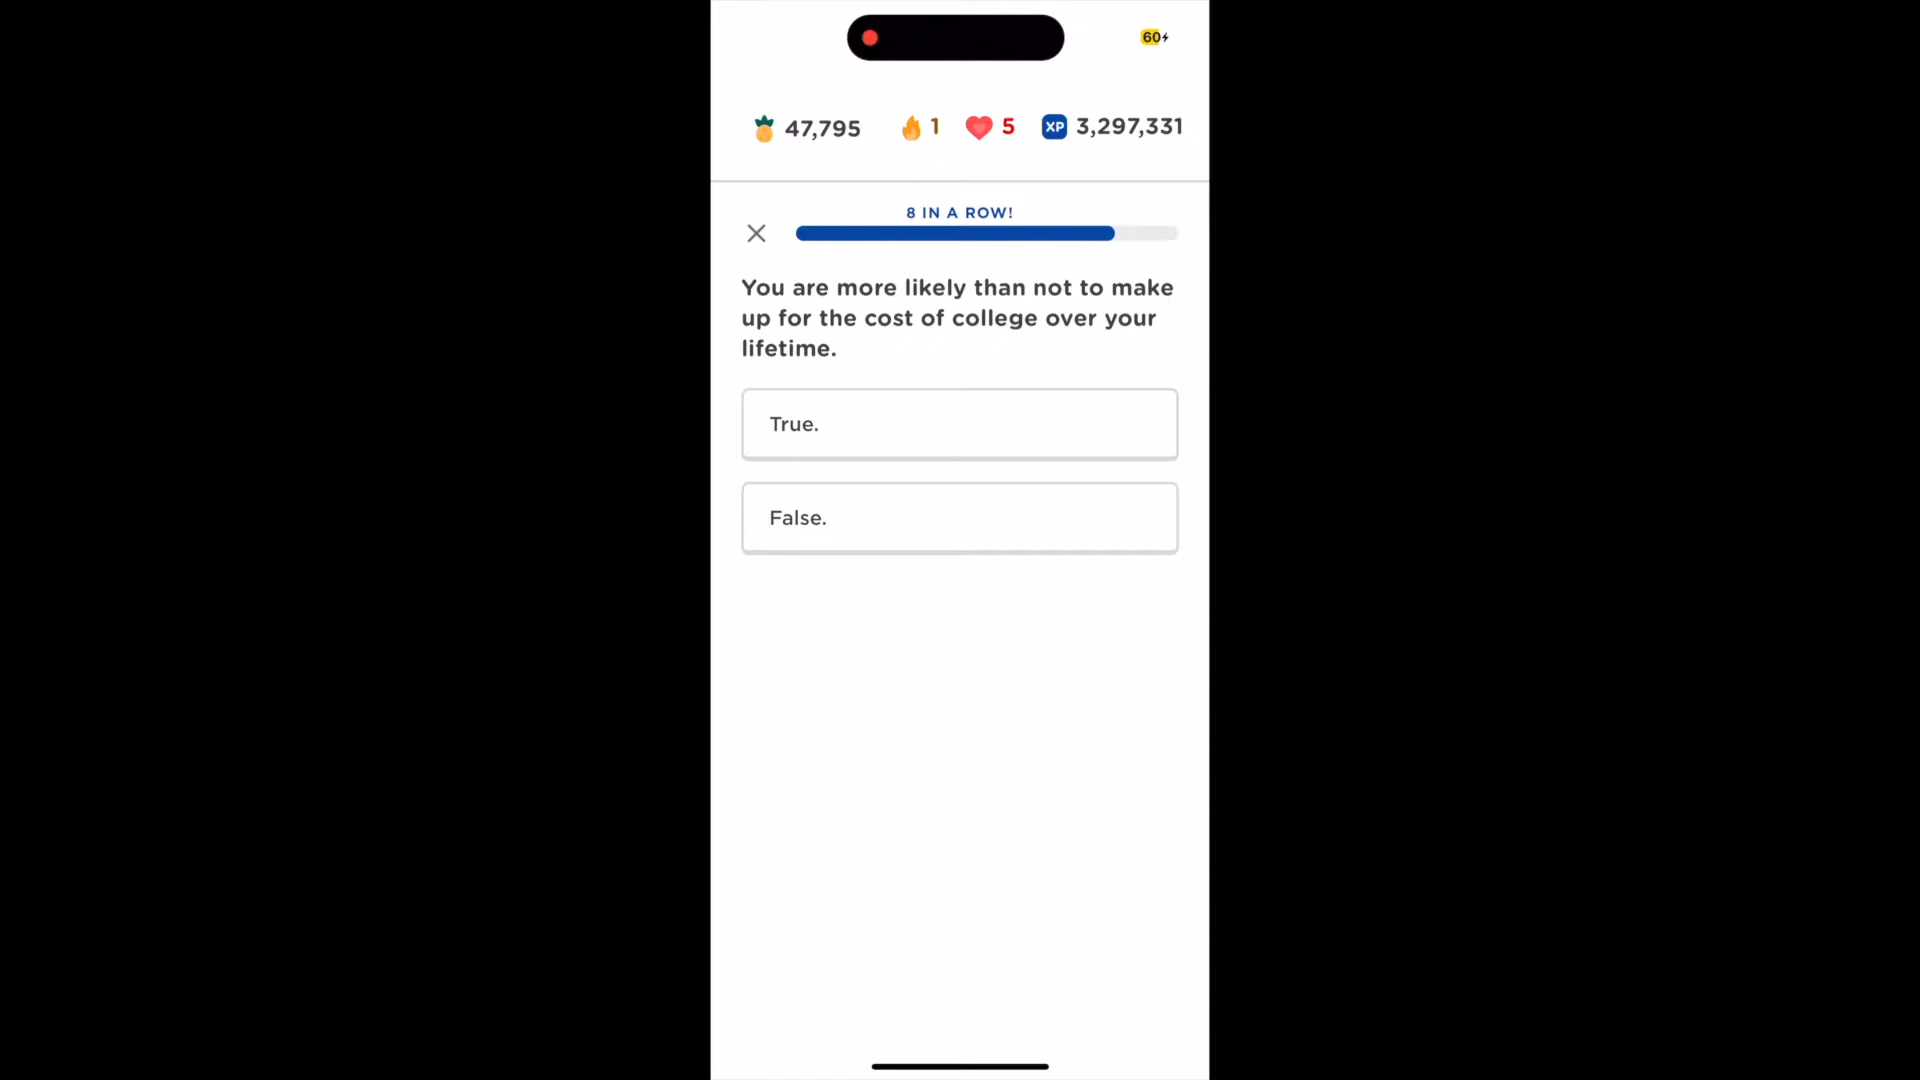 60
47,795 1 5 XP 3,297,331
8 IN A ROW!
You are more likely than not to make
up for the cost of college over your
lifetime.
True.
False.